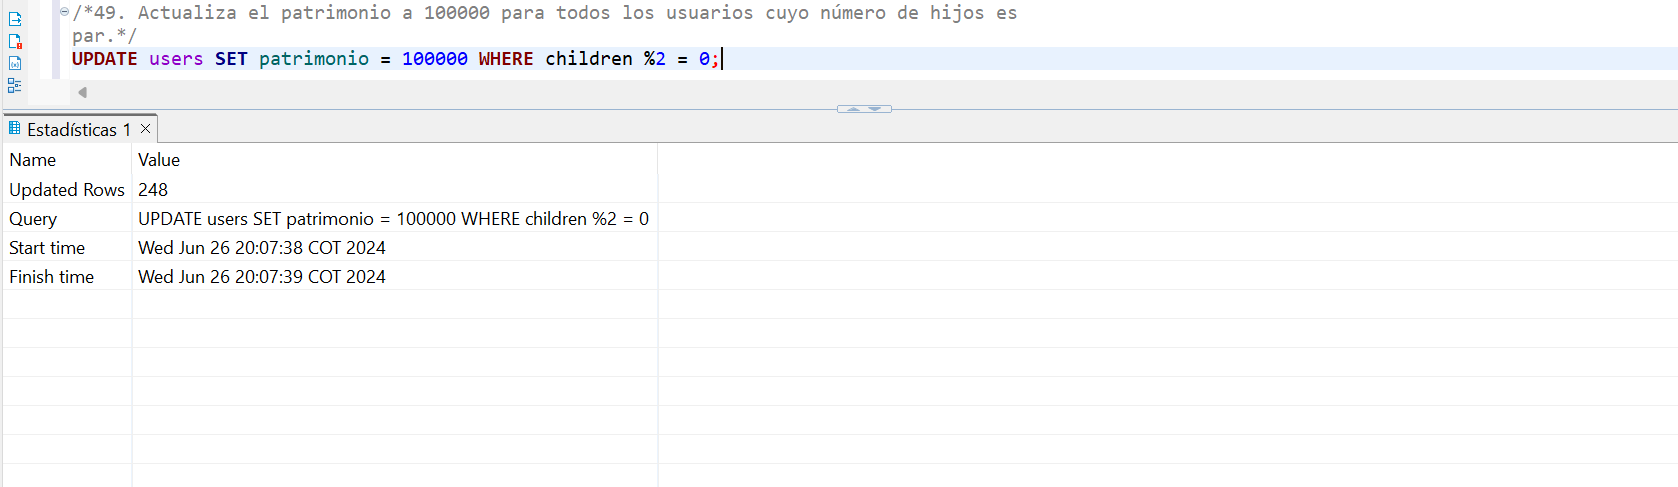 /*49. Actualiza el patrimonio a 100000 para todos los usuarios cuyo número de hijos es
par.*/
UPDATE users SET patrimonio = 100000 WHERE children %2 = 0;
Estadísticas 1
Name Value
Updated Rows 248
Query UPDATE users SET patrimonio = 100000 WHERE children %2 = 0
Start time Wed Jun 26 20:07:38 COT 2024
Finish time Wed Jun 26 20:07:39 COT 2024